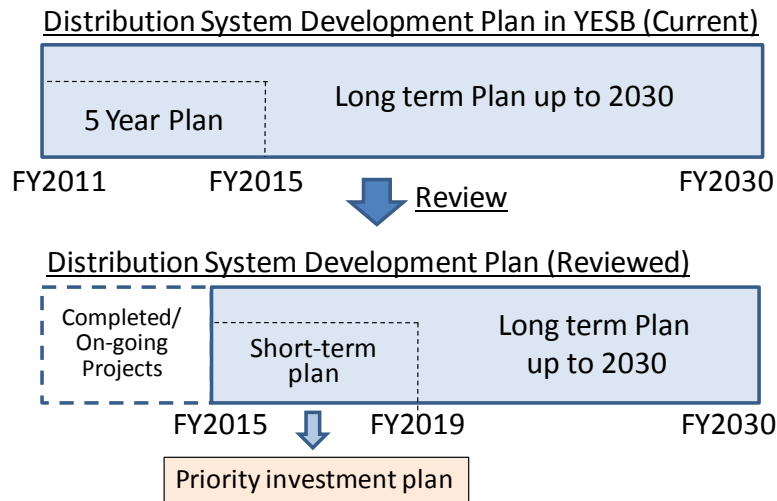 Distribution System Development Plan in YESB (Current)
Long term Plan up to 2030
5 Year Plan
FY2011
FY2015
FY2030
Review
Distribution System Development Plan (Reviewed)
Completed/
On-going
Projects
Short-term
plan
Long term Plan
up to 2030
FY2015
FY2019
FY2030
Priority investment plan